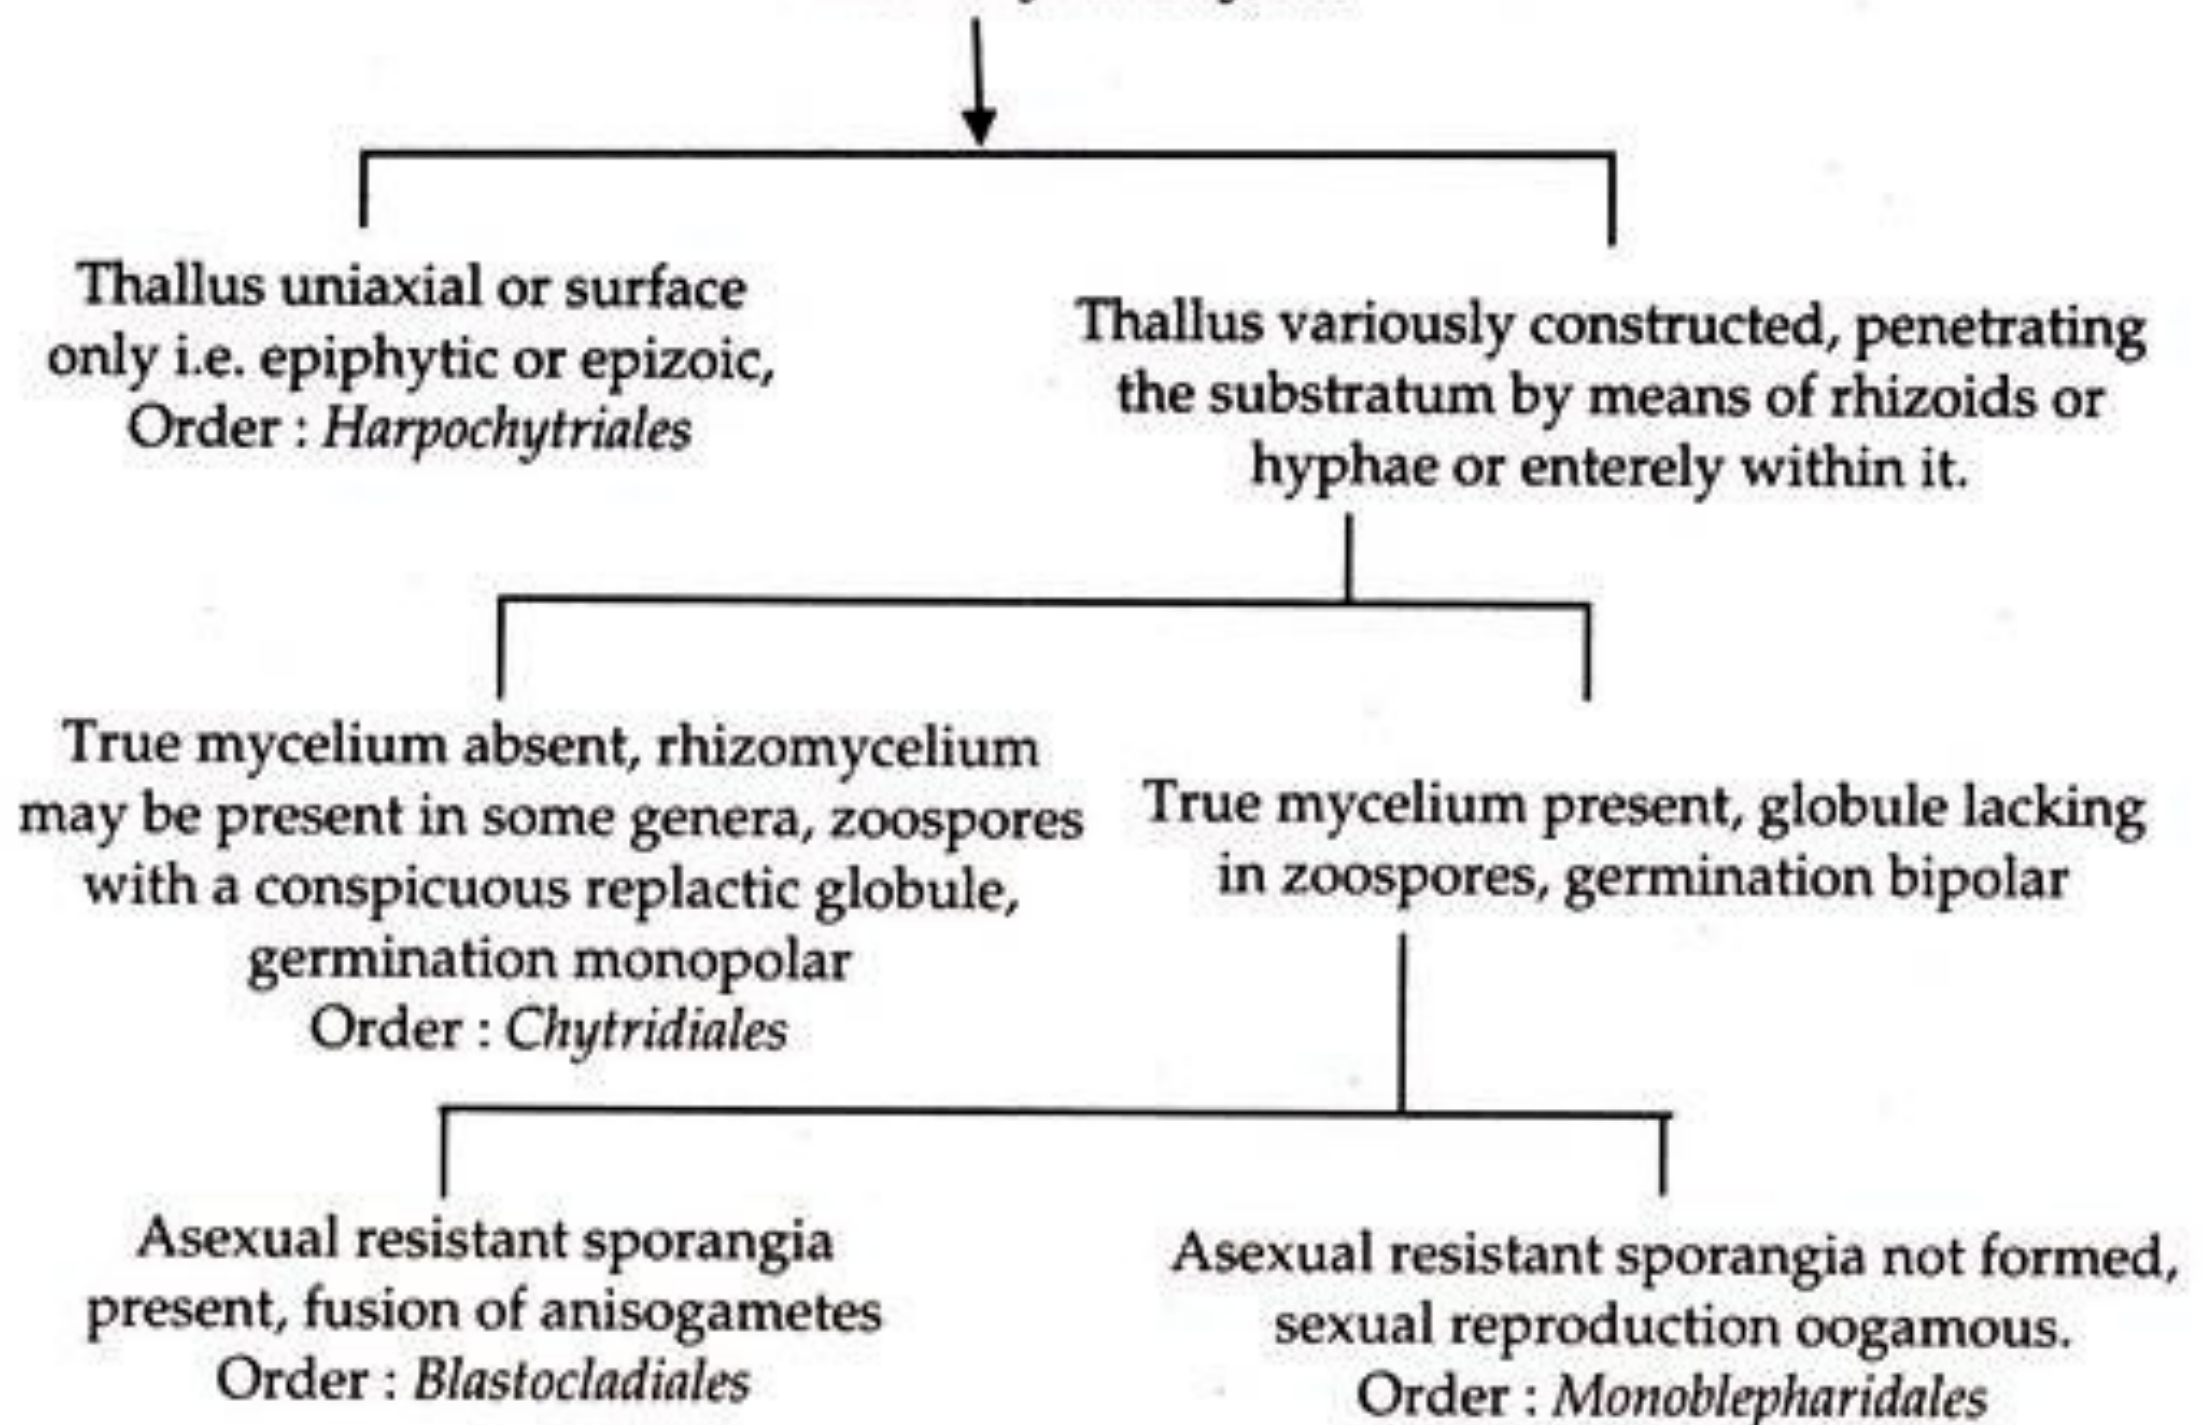 Thallus uniaxial or surface
only i.e. epiphytic or epizoic,
Order : Harpochytriales
Thallus variously constructed, penetrating
the substratum by means of rhizoids or
hyphae or enterely within it.
True mycelium absent, rhizomycelium
may be present in some genera, zoospores
with a conspicuous replactic globule,
germination monopolar
Order : Chytridiales
True mycelium present, globule lacking
in zoospores, germination bipolar
Asexual resistant sporangia
present, fusion of anisogametes
Order : Blastocladiales
Asexual resistant sporangia not formed,
sexual reproduction oogamous.
Order : Monoblepharidales